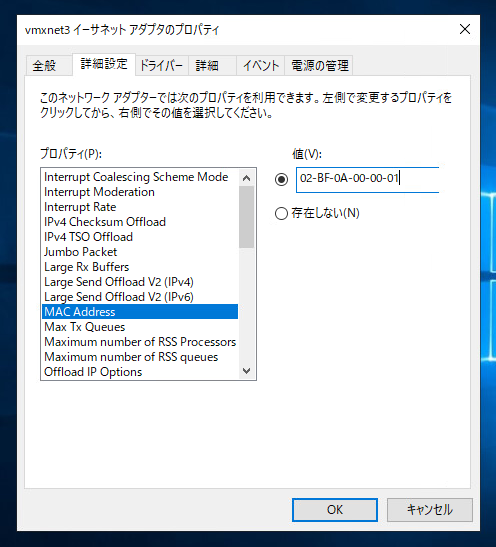 vmxnet3 イーサネット アダプタのプロパティ
全般
詳細設定
ドライバー
詳細
イベント
電源の管理
このネットワーク アダプターでは次のプロパティを利用できます。左側で変更するプロパティを
クリックしてから、右側でその値を選択してください。
プロパティ(P):
値(V):
Interrupt Coalescing Scheme Mode
Interrupt Moderation
Interrupt Rate
IPv4 Checksum Offload
IPv4 TSO Offload
Jumbo Packet
Large Rx Buffers
Large Send Offload V2 (IPv4)
Large Send Offload V2 (IPv6)
MAC Address
Max Tx Queues
Maximum number of RSS Processors
Maximum number of RSS queues
Offload IP Options
02-BF-0A-00-00-01
存在しない(N)
OK
キャンセル